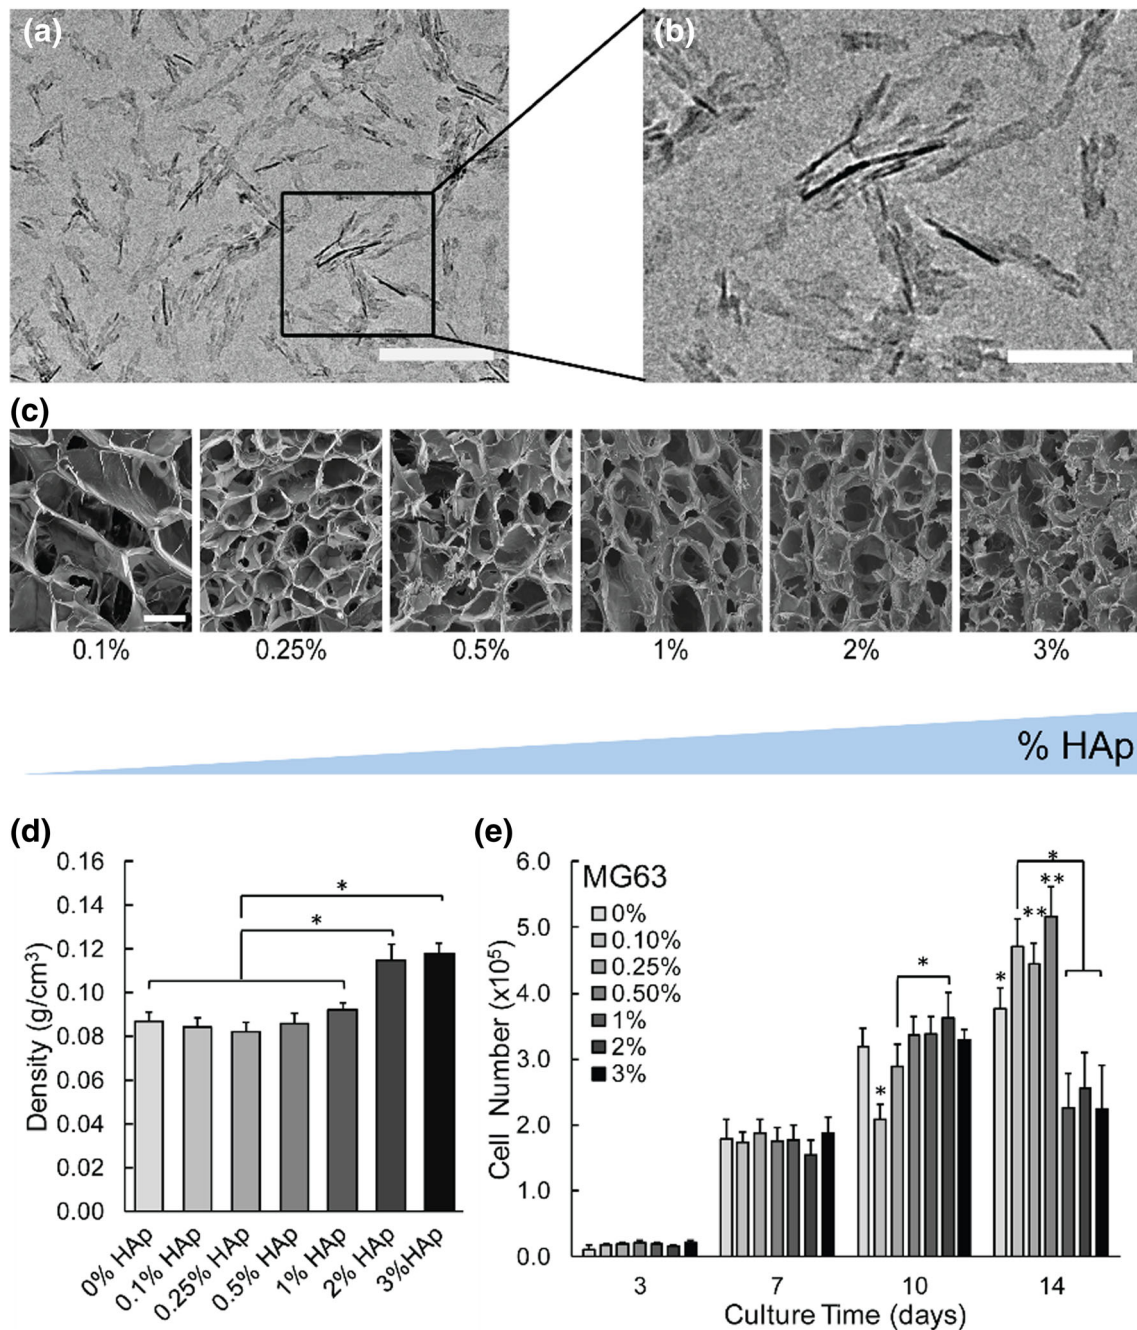 (a)
(b)
(c)
0.1%
0.25%
0.5%
1%
2%
3%
% HAp
(d)
Density (g/cm³)
0.16
0.14
0.12
0.10
0.08
0.06
0.04
0.02
0.00
*
*
0% HAp
0.1% HAp
0.25% HAp
0.5% HAp
1% HAp
2% HAp
3%HAp
(e)
Cell Number (x10⁵)
6.0
5.0
4.0
3.0
2.0
1.0
0.0
MG63
0%
0.10%
0.25%
0.50%
1%
2%
3%
*
*
*
**
**
*
3
7
10
14
Culture Time (days)